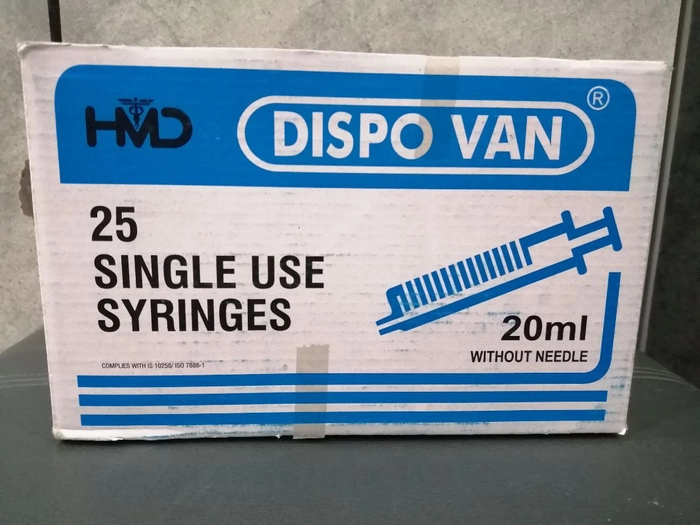 HMD
DISPO VAN ®
25
SINGLE USE
SYRINGES
20ml
WITHOUT NEEDLE
COMPLIES WITH IS 10258/ ISO 7886-1